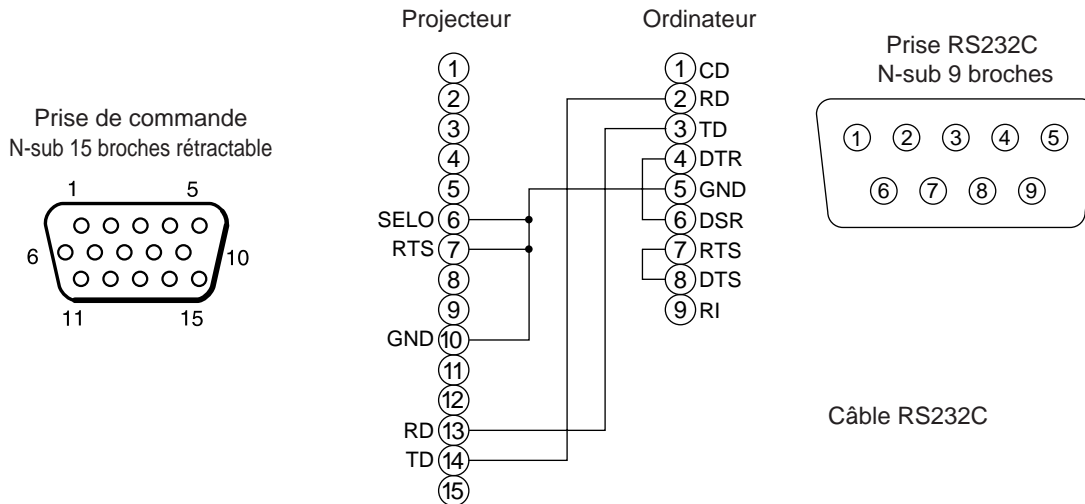 Projecteur
Ordinateur
Prise RS232C
N-sub 9 broches
Prise de commande
N-sub 15 broches rétractable
1 5
6 10
11 15
1
2
3
4
5
SELO 6
RTS 7
8
9
GND 10
11
12
RD 13
TD 14
15
1 CD
2 RD
3 TD
4 DTR
5 GND
6 DSR
7 RTS
8 DTS
9 RI
1 2 3 4 5
6 7 8 9
Câble RS232C